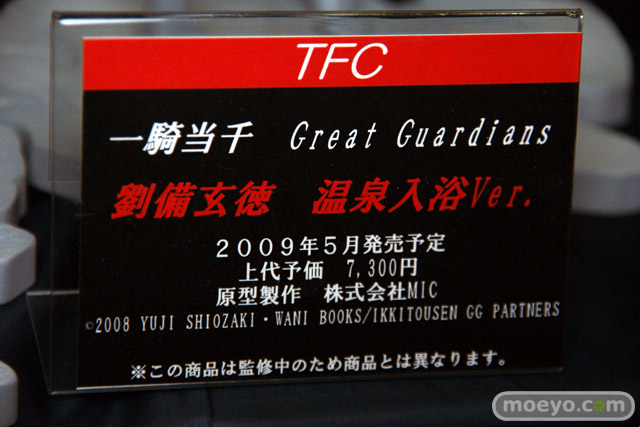 TFC
一騎当千 Great Guardians
劉備玄徳 温泉入浴Ver.
2009年5月発売予定
上代予価 7,300円
原型製作 株式会社MIC
©2008 YUJI SHIOZAKI・WANI BOOKS/IKKITOUSEN GG PARTNERS
※この商品は監修中のため商品とは異なります。
moeyo.com